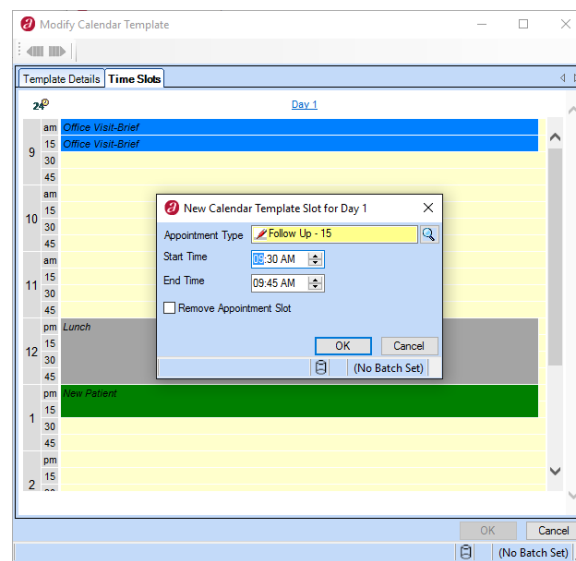 Modify Calendar Template
Template Details Time Slots
24 Day 1
am Office Visit-Brief
9 15 Office Visit-Brief
30
45
am
10 15
30
45
am
11 15
30
45
pm Lunch
12 15
30
45
pm New Patient
1 15
30
45
pm
2 15
New Calendar Template Slot for Day 1
Appointment Type Follow Up - 15
Start Time 09:30 AM
End Time 09:45 AM
Remove Appointment Slot
OK Cancel
(No Batch Set)
OK Cancel
(No Batch Set)